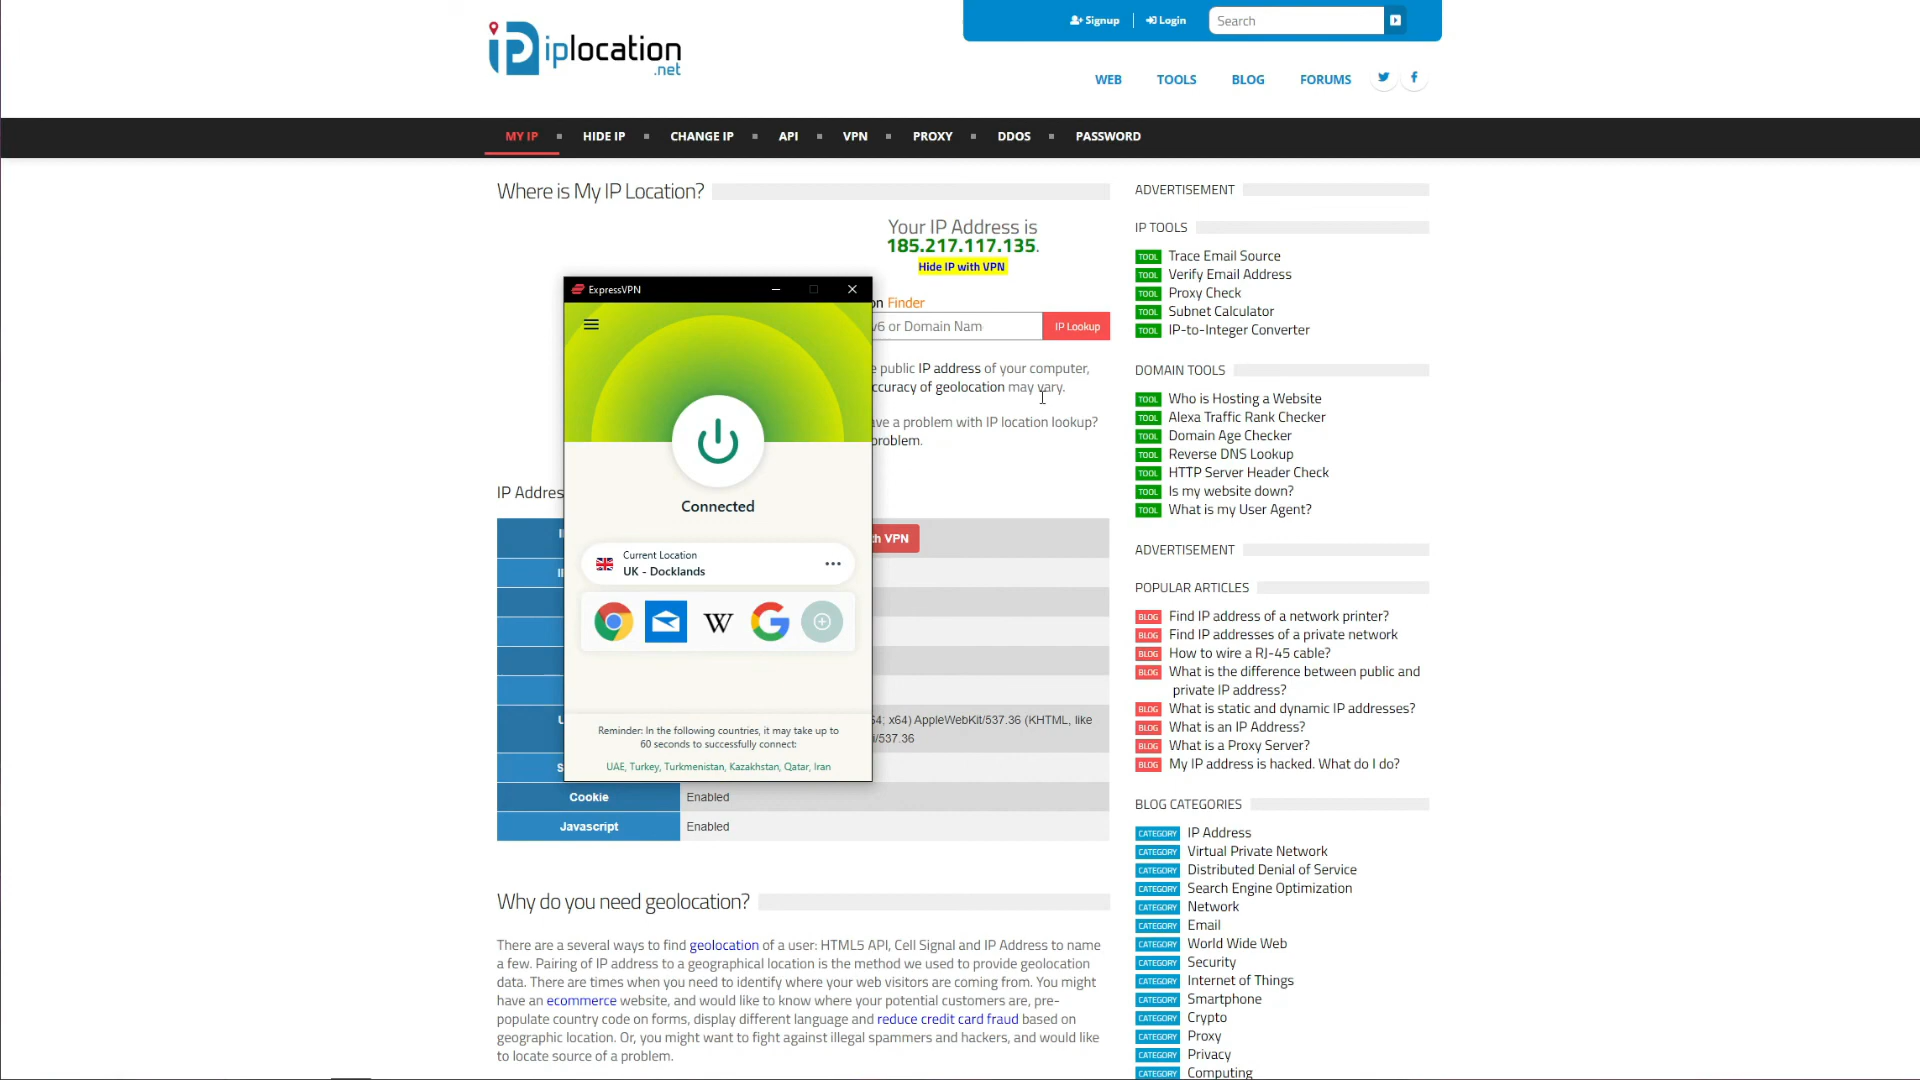 iplocation
.net
Signup
Login
Search
WEB
TOOLS
BLOG
FORUMS
MY IP
HIDE IP
CHANGE IP
API
VPN
PROXY
DDOS
PASSWORD
Where is My IP Location?
Your IP Address is
185.217.117.135.
Hide IP with VPN
on Finder
v6 or Domain Nam
IP Lookup
e public IP address of your computer,
ccuracy of geolocation may vary.
ave a problem with IP location lookup?
problem.
IP Addres
th VPN
64; x64) AppleWebKit/537.36 (KHTML, like
i/537.36
Cookie
Enabled
Javascript
Enabled
ExpressVPN
Connected
Current Location
UK - Docklands
W
Reminder: In the following countries, it may take up to
60 seconds to successfully connect:
UAE, Turkey, Turkmenistan, Kazakhstan, Qatar, Iran
Why do you need geolocation?
There are a several ways to find geolocation of a user: HTML5 API, Cell Signal and IP Address to name
a few. Pairing of IP address to a geographical location is the method we used to provide geolocation
data. There are times when you need to identify where your web visitors are coming from. You might
have an ecommerce website, and would like to know where your potential customers are, pre-
populate country code on forms, display different language and reduce credit card fraud based on
geographic location. Or, you might want to fight against illegal spammers and hackers, and would like
to locate source of a problem.
ADVERTISEMENT
IP TOOLS
TOOL Trace Email Source
TOOL Verify Email Address
TOOL Proxy Check
TOOL Subnet Calculator
TOOL IP-to-Integer Converter
DOMAIN TOOLS
TOOL Who is Hosting a Website
TOOL Alexa Traffic Rank Checker
TOOL Domain Age Checker
TOOL Reverse DNS Lookup
TOOL HTTP Server Header Check
TOOL Is my website down?
TOOL What is my User Agent?
ADVERTISEMENT
POPULAR ARTICLES
BLOG Find IP address of a network printer?
BLOG Find IP addresses of a private network
BLOG How to wire a RJ-45 cable?
BLOG What is the difference between public and
private IP address?
BLOG What is static and dynamic IP addresses?
BLOG What is an IP Address?
BLOG What is a Proxy Server?
BLOG My IP address is hacked. What do I do?
BLOG CATEGORIES
CATEGORY IP Address
CATEGORY Virtual Private Network
CATEGORY Distributed Denial of Service
CATEGORY Search Engine Optimization
CATEGORY Network
CATEGORY Email
CATEGORY World Wide Web
CATEGORY Security
CATEGORY Internet of Things
CATEGORY Smartphone
CATEGORY Crypto
CATEGORY Proxy
CATEGORY Privacy
CATEGORY Computing